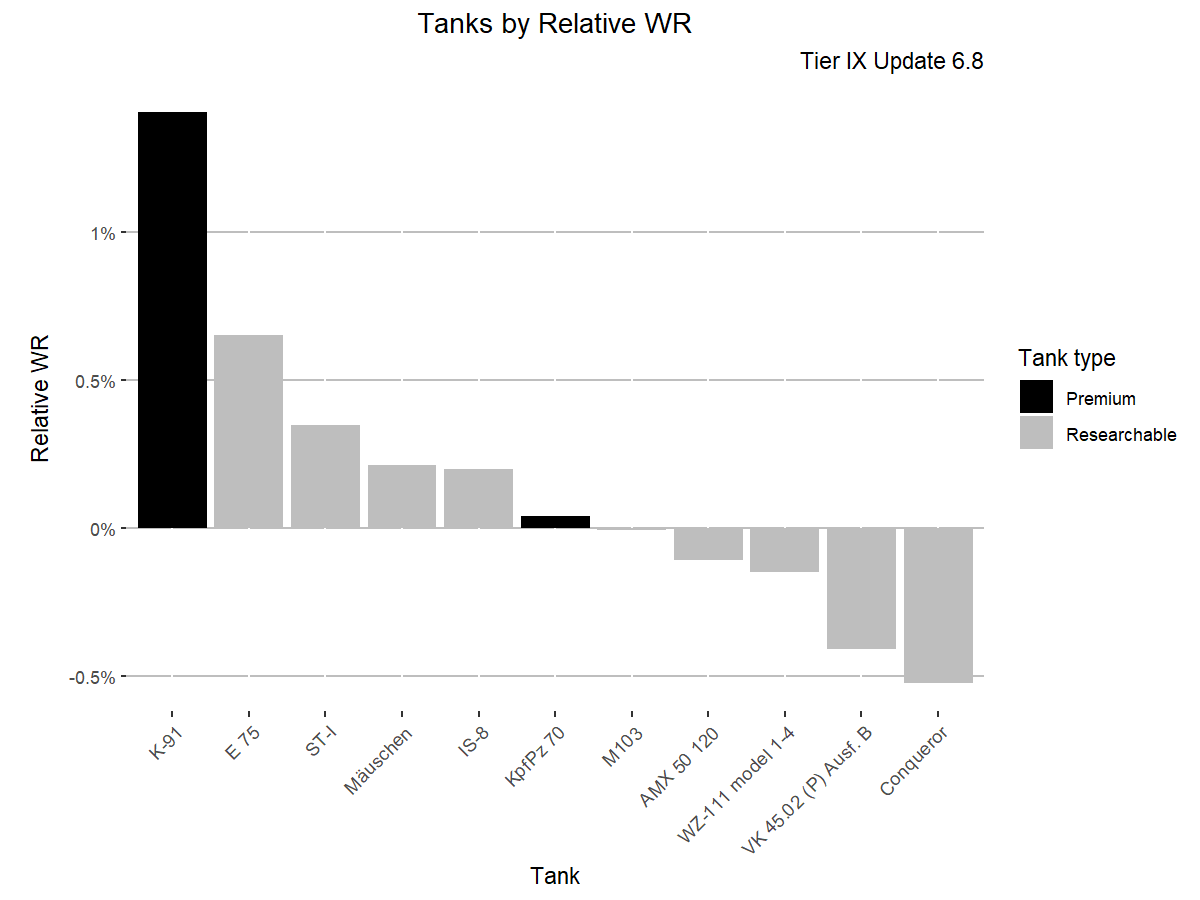 Tanks by Relative WR
Tier IX Update 6.8
Relative WR
1%
0.5%
0%
-0.5%
K-91
E 75
ST-I
Mäuschen
IS-8
KpfPz 70
M103
AMX 50 120
WZ-111 model 1-4
VK 45.02 (P) Ausf. B
Conqueror
Tank
Tank type
Premium
Researchable